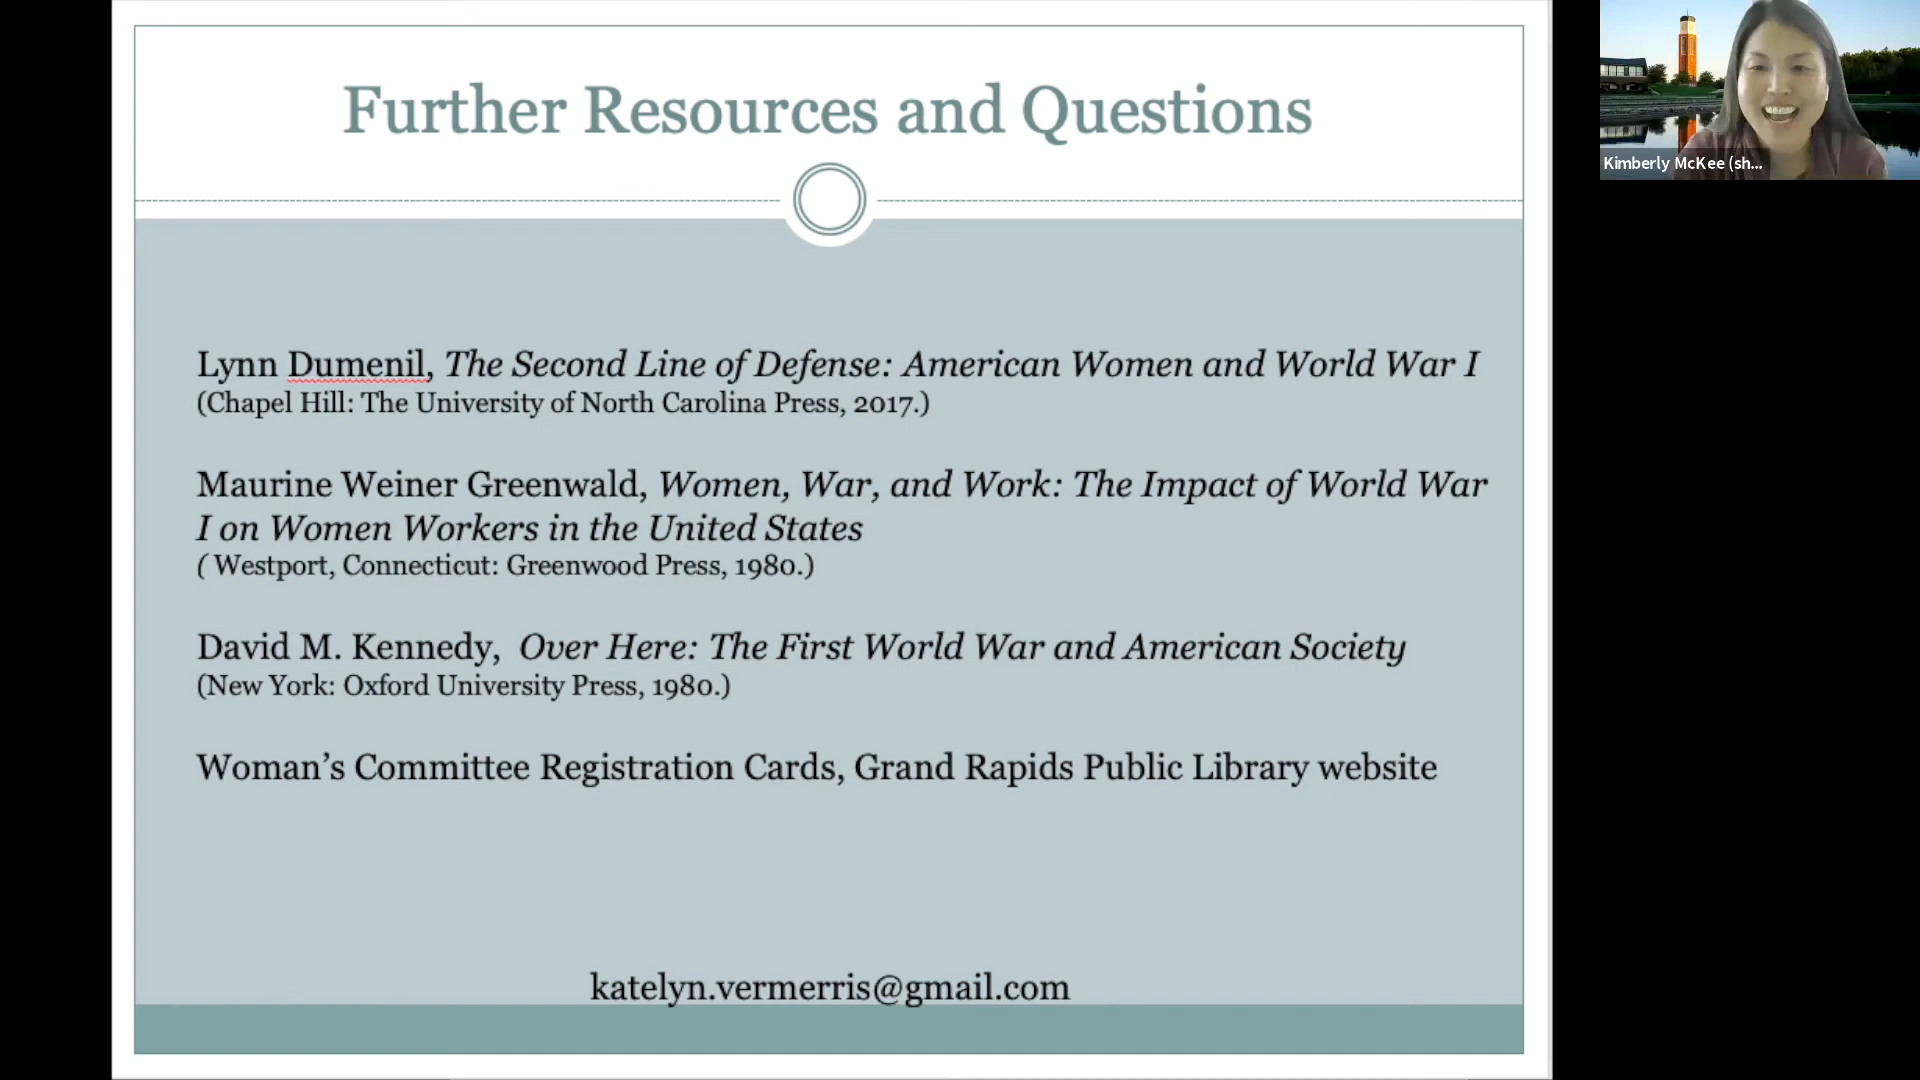 Further Resources and Questions
Lynn Dumenil, The Second Line of Defense: American Women and World War I
(Chapel Hill: The University of North Carolina Press, 2017.)
Maurine Weiner Greenwald, Women, War, and Work: The Impact of World War
I on Women Workers in the United States
( Westport, Connecticut: Greenwood Press, 1980.)
David M. Kennedy,  Over Here: The First World War and American Society
(New York: Oxford University Press, 1980.)
Woman’s Committee Registration Cards, Grand Rapids Public Library website
katelyn.vermerris@gmail.com
Kimberly McKee (sh...